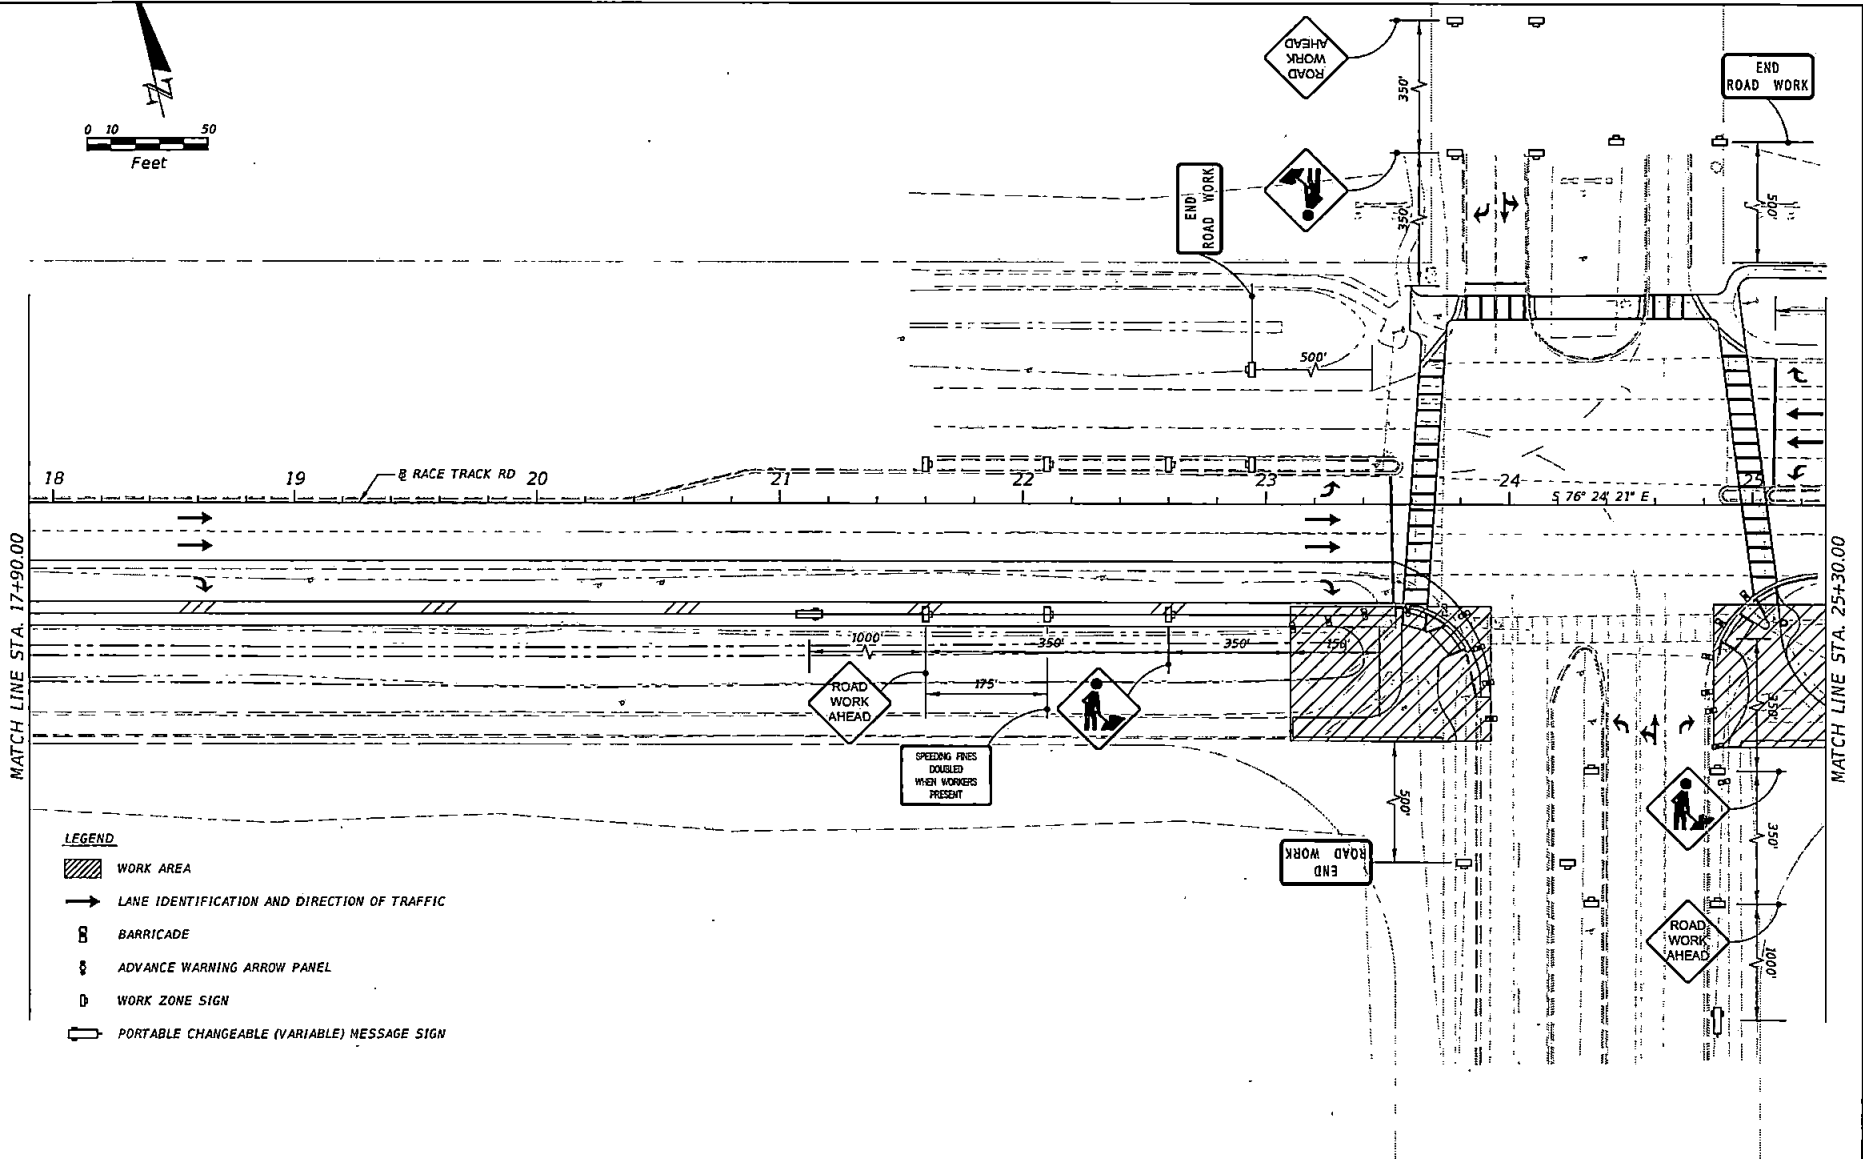 0 10 50
Feet
ROAD
WORK
AHEAD
350'
END
ROAD WORK
350'
END
ROAD WORK
500'
500'
18 19 20 21 22 23 24 25
℄ RACE TRACK RD
S 76° 24' 21" E
MATCH LINE STA. 17+90.00
MATCH LINE STA. 25+30.00
1000'
350'
350'
150'
175'
ROAD
WORK
AHEAD
SPEEDING FINES
DOUBLED
WHEN WORKERS
PRESENT
500'
END
ROAD WORK
350'
350'
ROAD
WORK
AHEAD
1000'
LEGEND
WORK AREA
LANE IDENTIFICATION AND DIRECTION OF TRAFFIC
BARRICADE
ADVANCE WARNING ARROW PANEL
WORK ZONE SIGN
PORTABLE CHANGEABLE (VARIABLE) MESSAGE SIGN